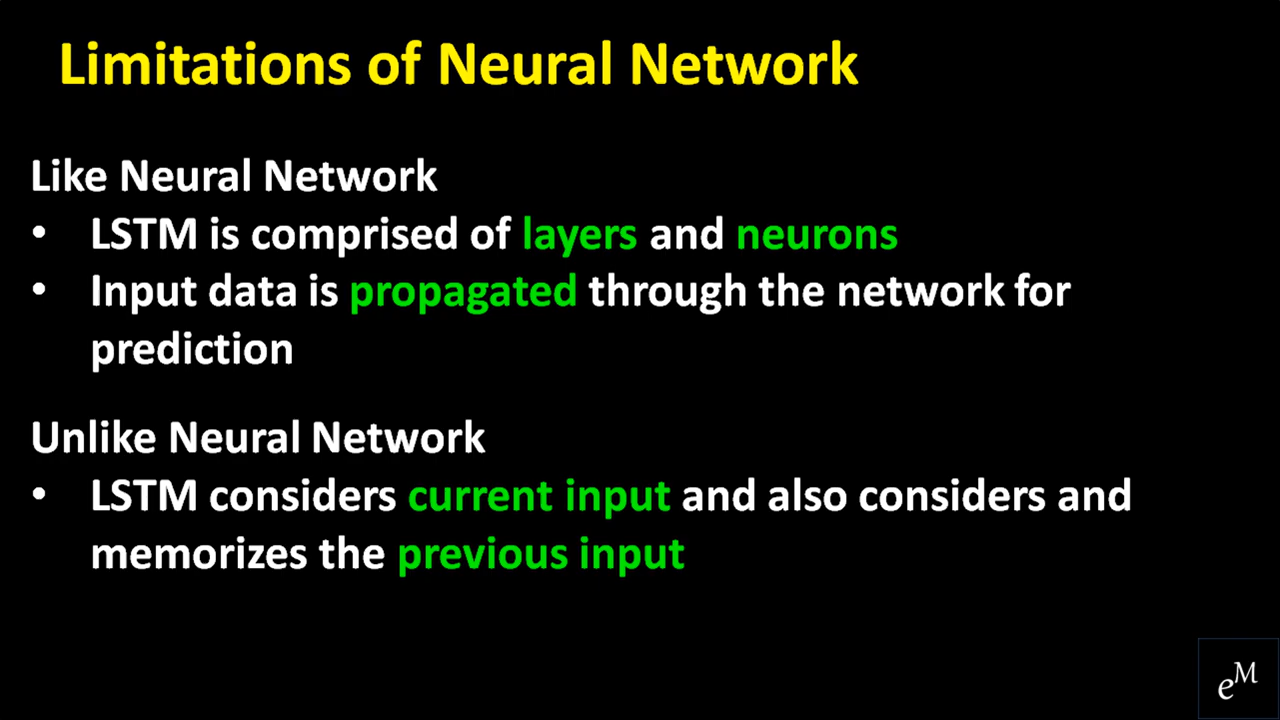 Limitations of Neural Network
Like Neural Network
• LSTM is comprised of layers and neurons
• Input data is propagated through the network for
prediction
Unlike Neural Network
• LSTM considers current input and also considers and
memorizes the previous input
eM